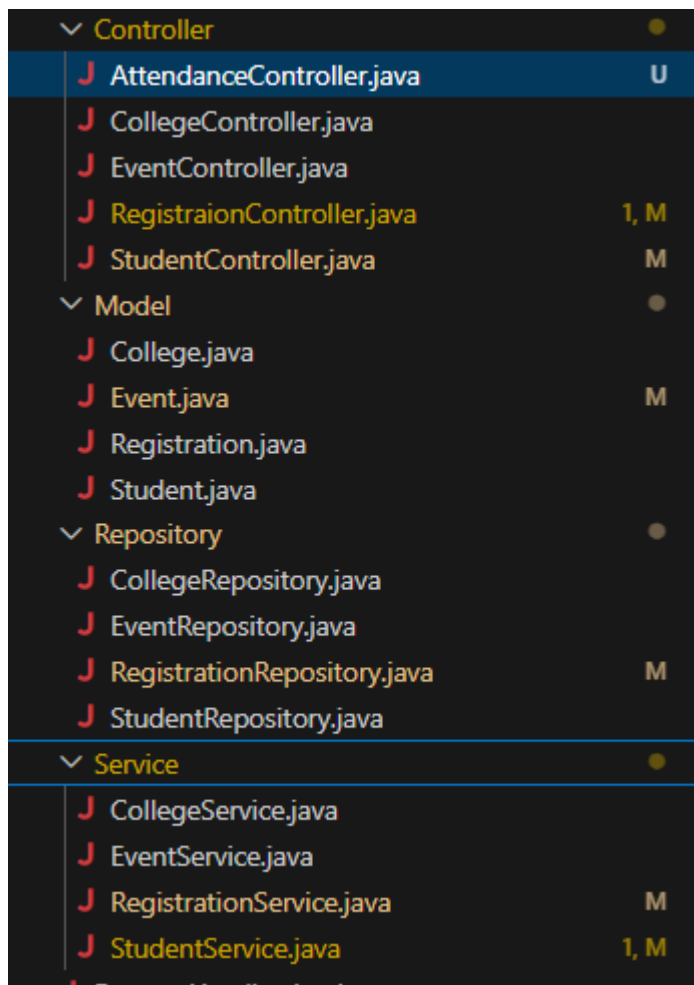 Controller
AttendanceController.java U
CollegeController.java
EventController.java
RegistraionController.java 1, M
StudentController.java M
Model
College.java
Event.java M
Registration.java
Student.java
Repository
CollegeRepository.java
EventRepository.java
RegistrationRepository.java M
StudentRepository.java
Service
CollegeService.java
EventService.java
RegistrationService.java M
StudentService.java 1, M